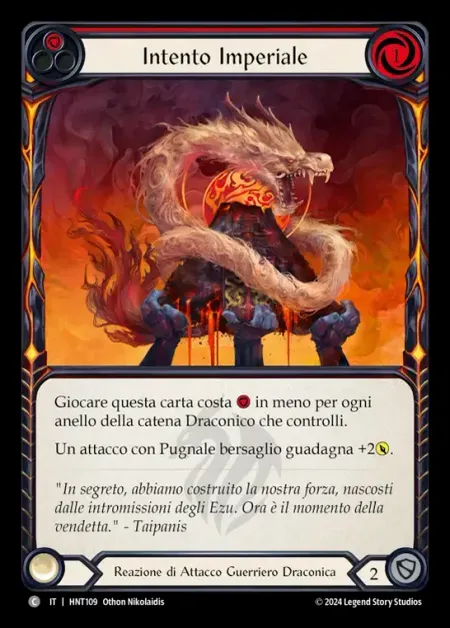 Intento Imperiale
1
Giocare questa carta costa in meno per ogni
anello della catena Draconico che controlli.
Un attacco con Pugnale bersaglio guadagna +2.
"In segreto, abbiamo costruito la nostra forza, nascosti
dalle intromissioni degli Ezu. Ora è il momento della
vendetta." - Taipanis
Reazione di Attacco Guerriero Draconica
2
C IT | HNT109 Othon Nikolaidis
© 2024 Legend Story Studios